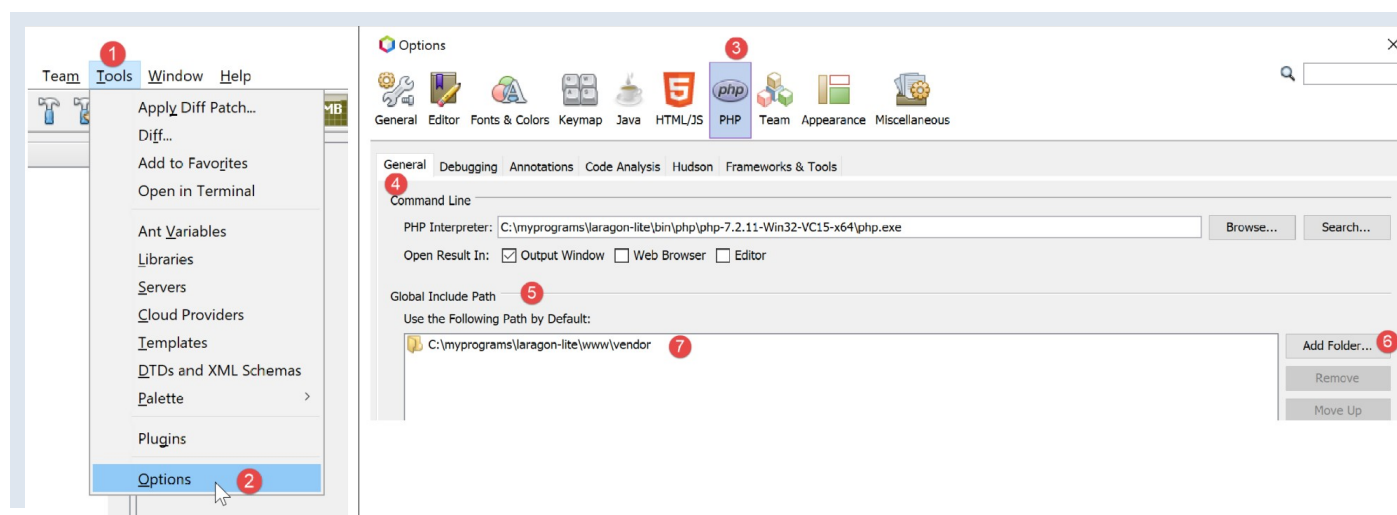 1
Team Tools Window Help
MB
Apply Diff Patch...
Diff...
Add to Favorites
Open in Terminal
Ant Variables
Libraries
Servers
Cloud Providers
Templates
DTDs and XML Schemas
Palette >
Plugins
Options 2
Options 3
php
General Editor Fonts & Colors Keymap Java HTML/JS PHP Team Appearance Miscellaneous
General Debugging Annotations Code Analysis Hudson Frameworks & Tools
4
Command Line
PHP Interpreter: C:\myprograms\laragon-lite\bin\php\php-7.2.11-Win32-VC15-x64\php.exe Browse... Search...
Open Result In: Output Window Web Browser Editor
Global Include Path 5
Use the Following Path by Default:
C:\myprograms\laragon-lite\www\vendor 7
Add Folder... 6
Remove
Move Up